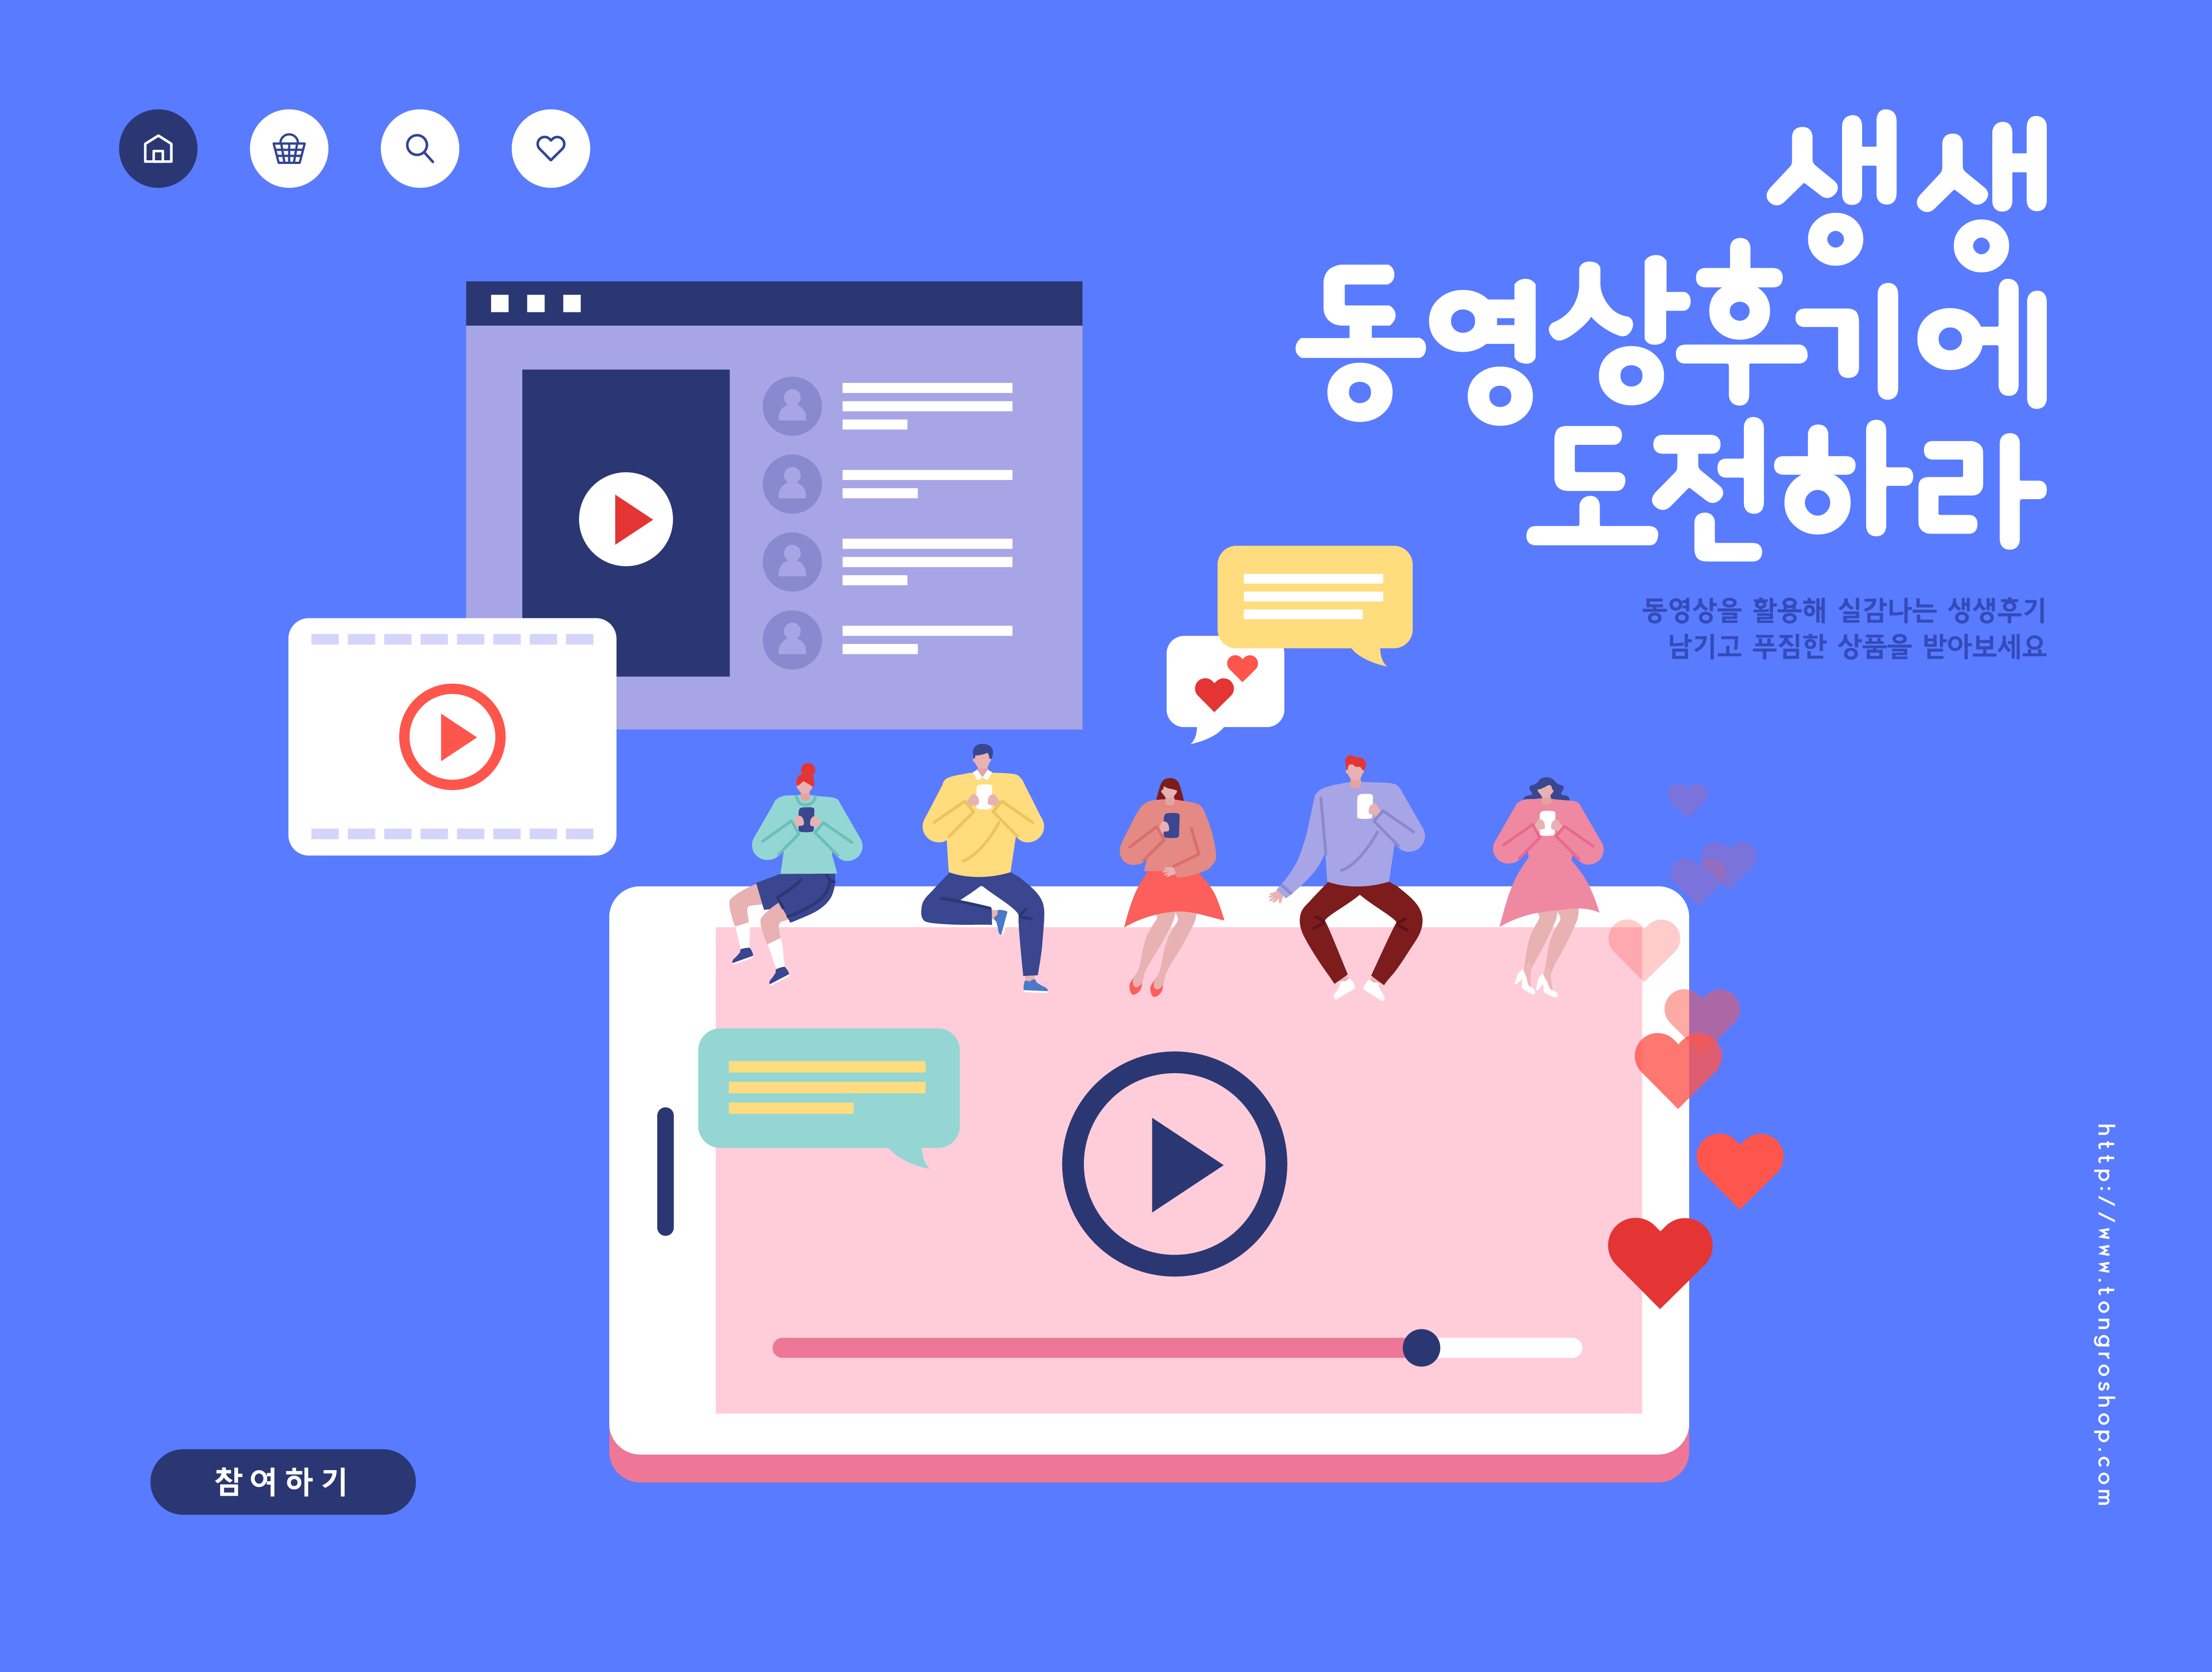 생생
동영상후기에
도전하라
동영상을 활용해 실감나는 생생후기
남기고 푸짐한 상품을 받아보세요
http://www.tongroshop.com
참여하기